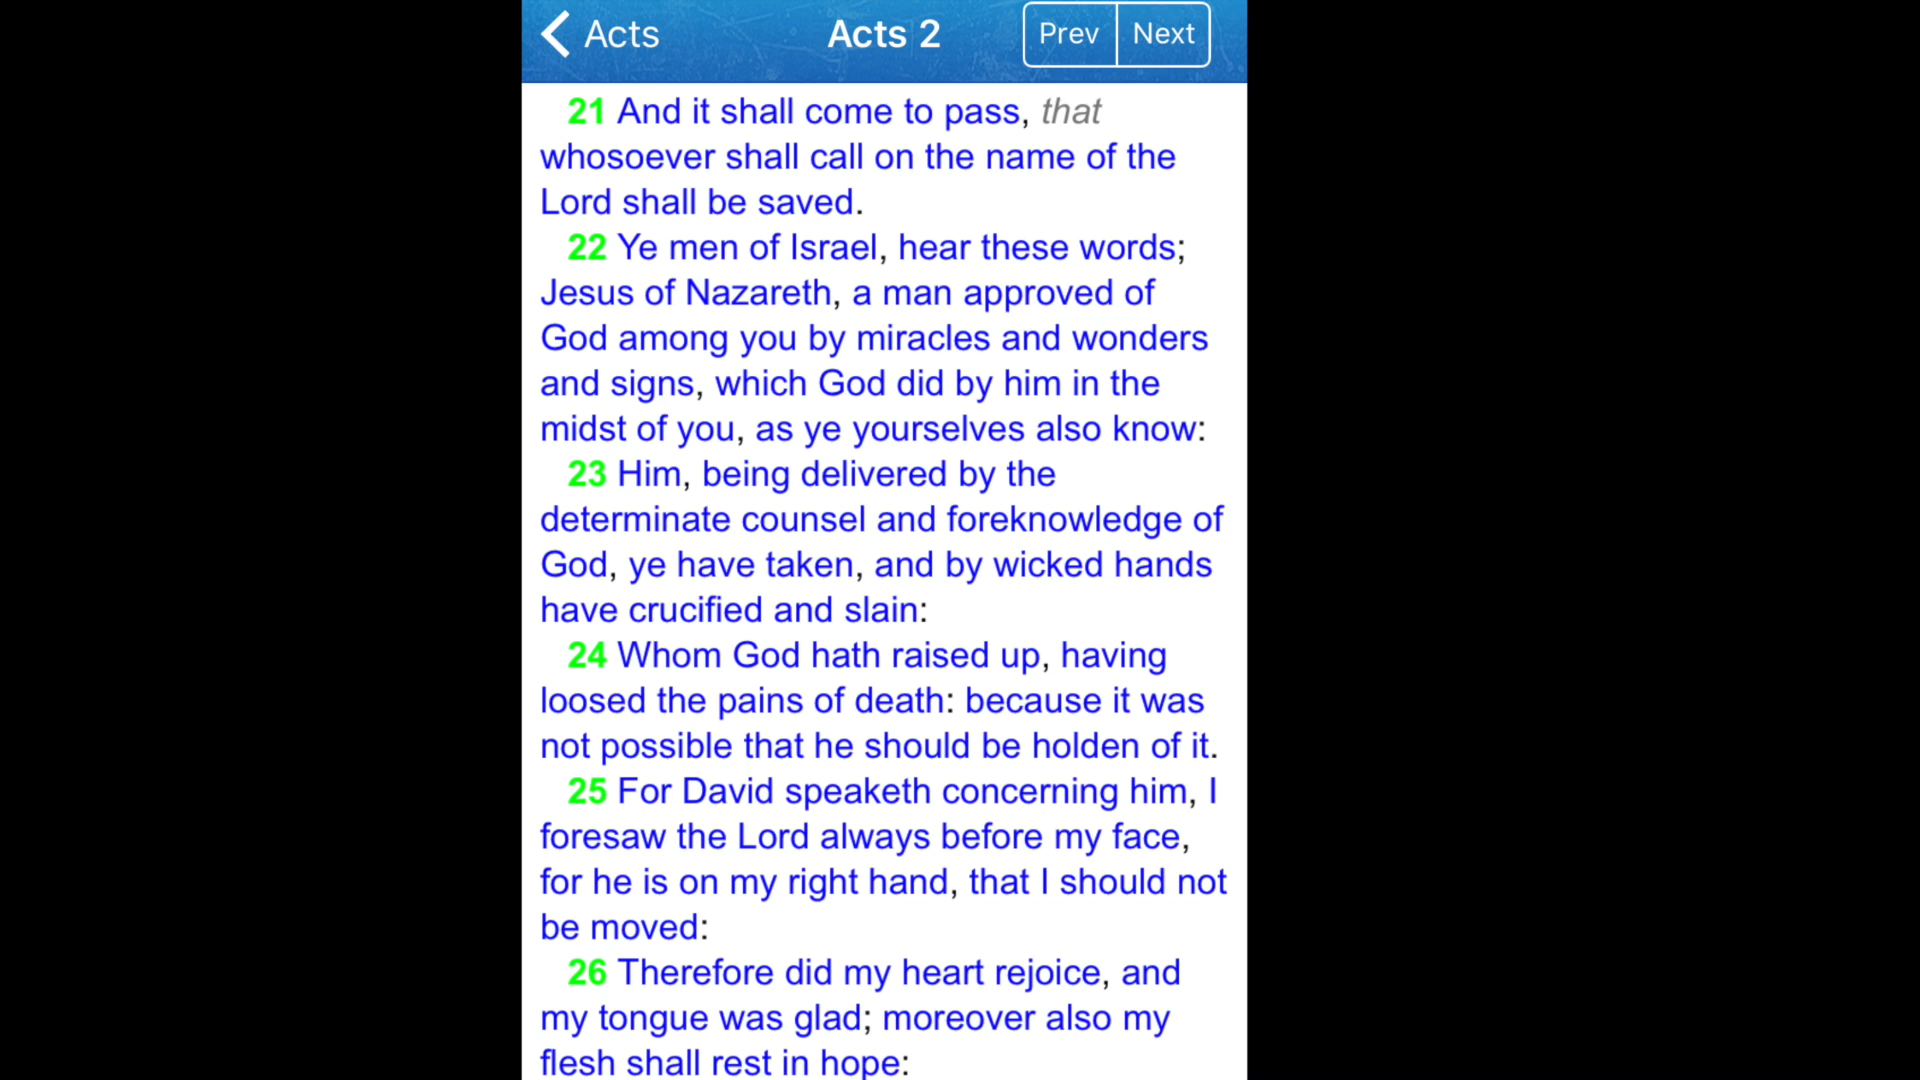 Acts
Acts 2
Prev
Next
21 And it shall come to pass, that
whosoever shall call on the name of the
Lord shall be saved.
22 Ye men of Israel, hear these words;
Jesus of Nazareth, a man approved of
God among you by miracles and wonders
and signs, which God did by him in the
midst of you, as ye yourselves also know:
23 Him, being delivered by the
determinate counsel and foreknowledge of
God, ye have taken, and by wicked hands
have crucified and slain:
24 Whom God hath raised up, having
loosed the pains of death: because it was
not possible that he should be holden of it.
25 For David speaketh concerning him, I
foresaw the Lord always before my face,
for he is on my right hand, that I should not
be moved:
26 Therefore did my heart rejoice, and
my tongue was glad; moreover also my
flesh shall rest in hope: